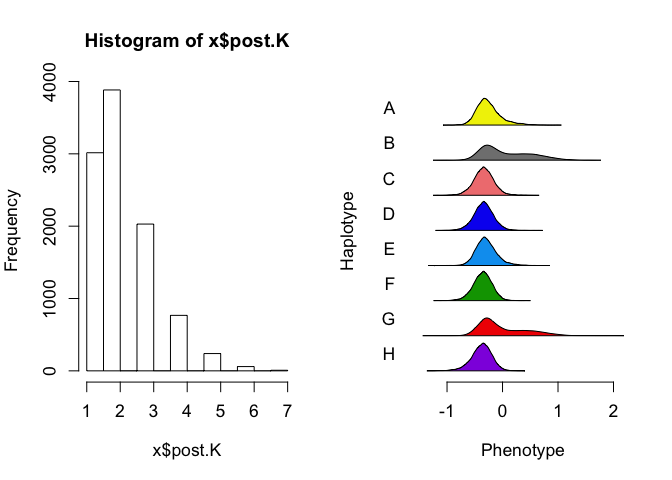 Histogram of x$post.K
Frequency
0
1000
2000
3000
4000
1 2 3 4 5 6 7
x$post.K
Haplotype
A
B
C
D
E
F
G
H
-1 0 1 2
Phenotype